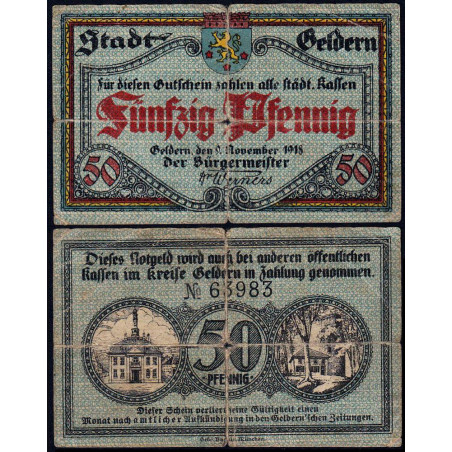 Stadt Geldern
Für diesen Gutschein zahlen alle städt. Kassen
Fünfzig Pfennig
Geldern, den 9. November 1918
50 Der Bürgermeister 50
Dieses Notgeld wird auch bei anderen öffentlichen
Kassen im Kreise Geldern in Zahlung genommen.
№ 63983
50
PFENNIG
Dieser Schein verliert seine Gültigkeit einen
Monat nach amtlicher Aufkündigung in den Geldern'schen Zeitungen.